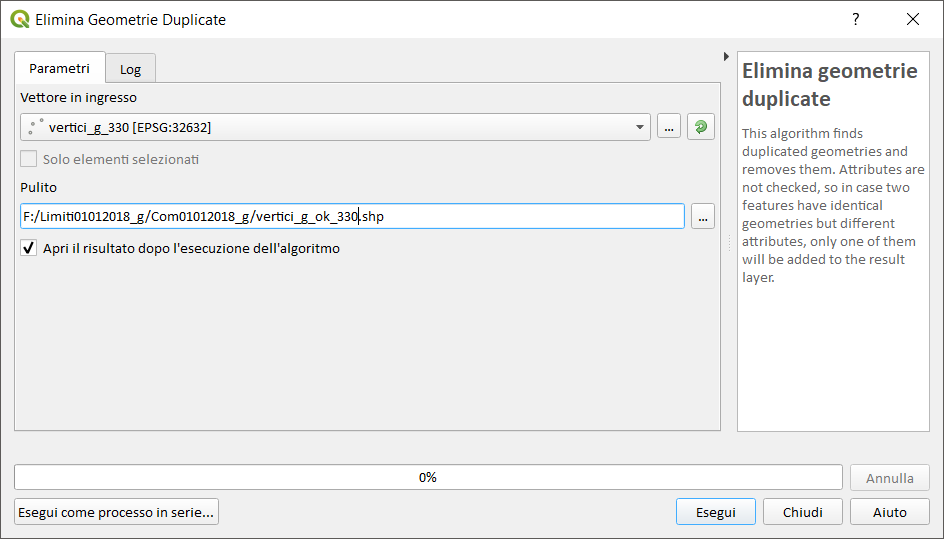 Elima Geometrie Duplicate
?
Parametri
Log
Vettore in ingresso
vertici_g_330 [EPSG:32632]
...
Solo elementi selezionati
Pulito
F:/Limiti01012018_g/Com01012018_g/vertici_g_ok_330.shp
...
Apri il risultato dopo l'esecuzione dell'algoritmo
Elimina geometrie
duplicate
This algorithm finds
duplicated geometries and
removes them. Attributes are
not checked, so in case two
features have identical
geometries but different
attributes, only one of them
will be added to the result
layer.
0%
Annulla
Esegui come processo in serie...
Esegui
Chiudi
Aiuto